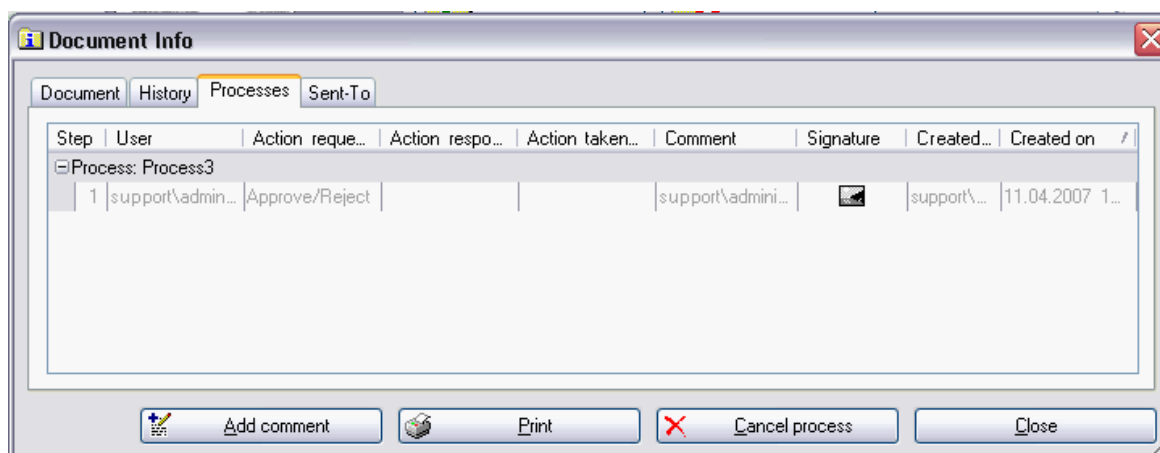 Document Info
Document History Processes Sent-To
Step User Action reque... Action respo... Action taken... Comment Signature Created... Created on
Process: Process3
1 support\admin... Approve/Reject support\admini... support\... 11.04.2007 1...
Add comment Print Cancel process Close